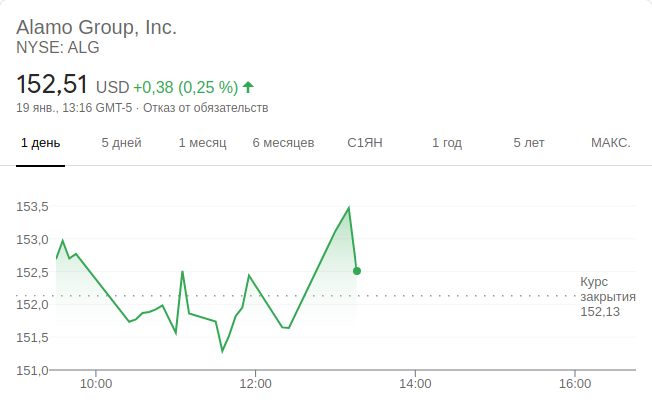 Alamo Group, Inc.
NYSE: ALG
152,51 USD +0,38 (0,25 %)
19 янв., 13:16 GMT-5 · Отказ от обязательств
1 день 5 дней 1 месяц 6 месяцев С1ЯН 1 год 5 лет МАКС.
153,5
153,0
152,5
152,0
151,5
151,0
Курс
закрытия
152,13
10:00 12:00 14:00 16:00